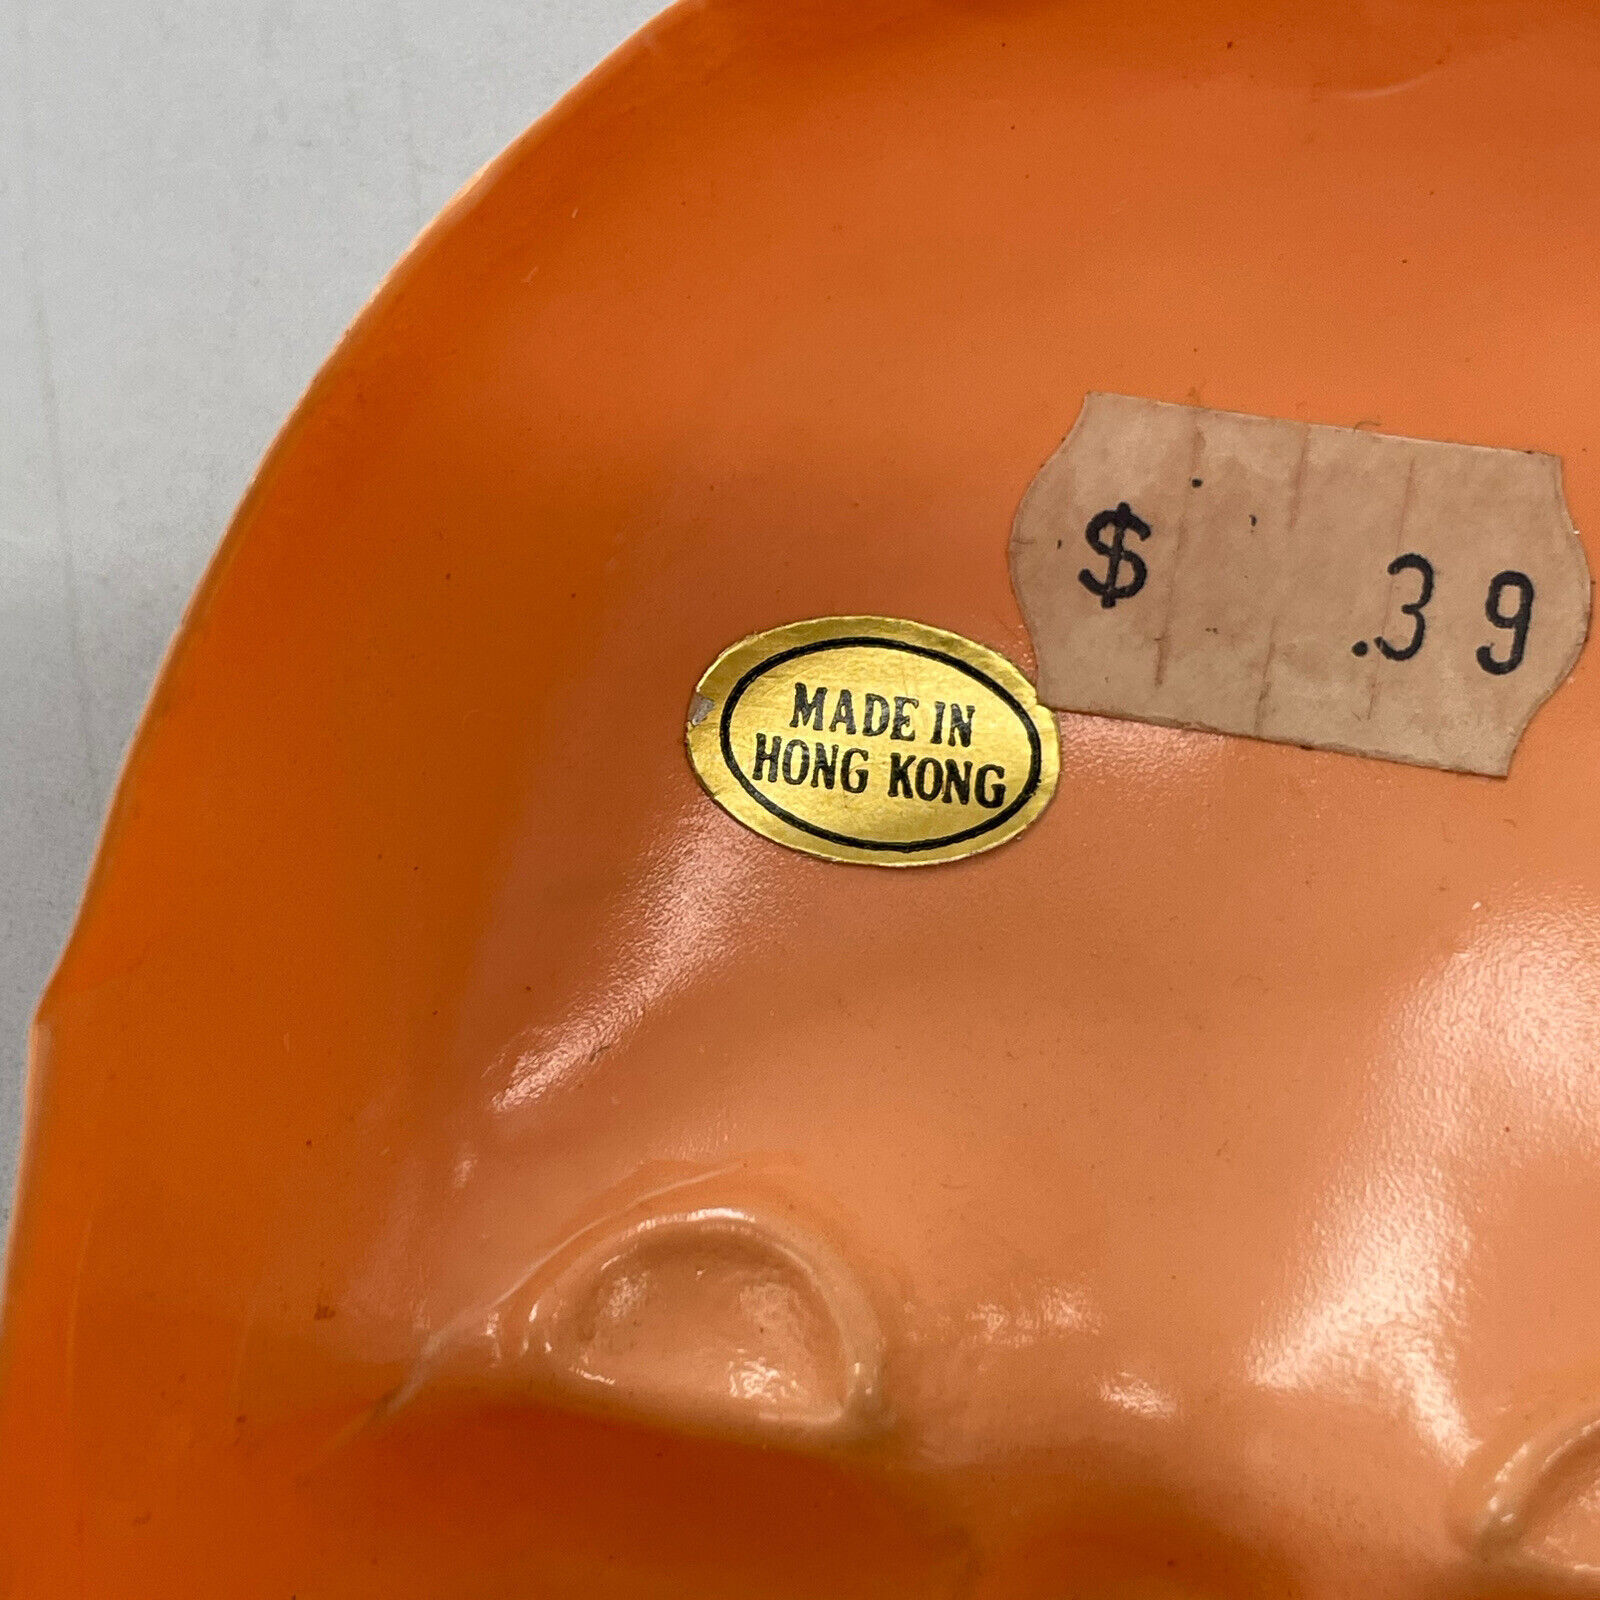 $ .39
MADE IN
HONG KONG